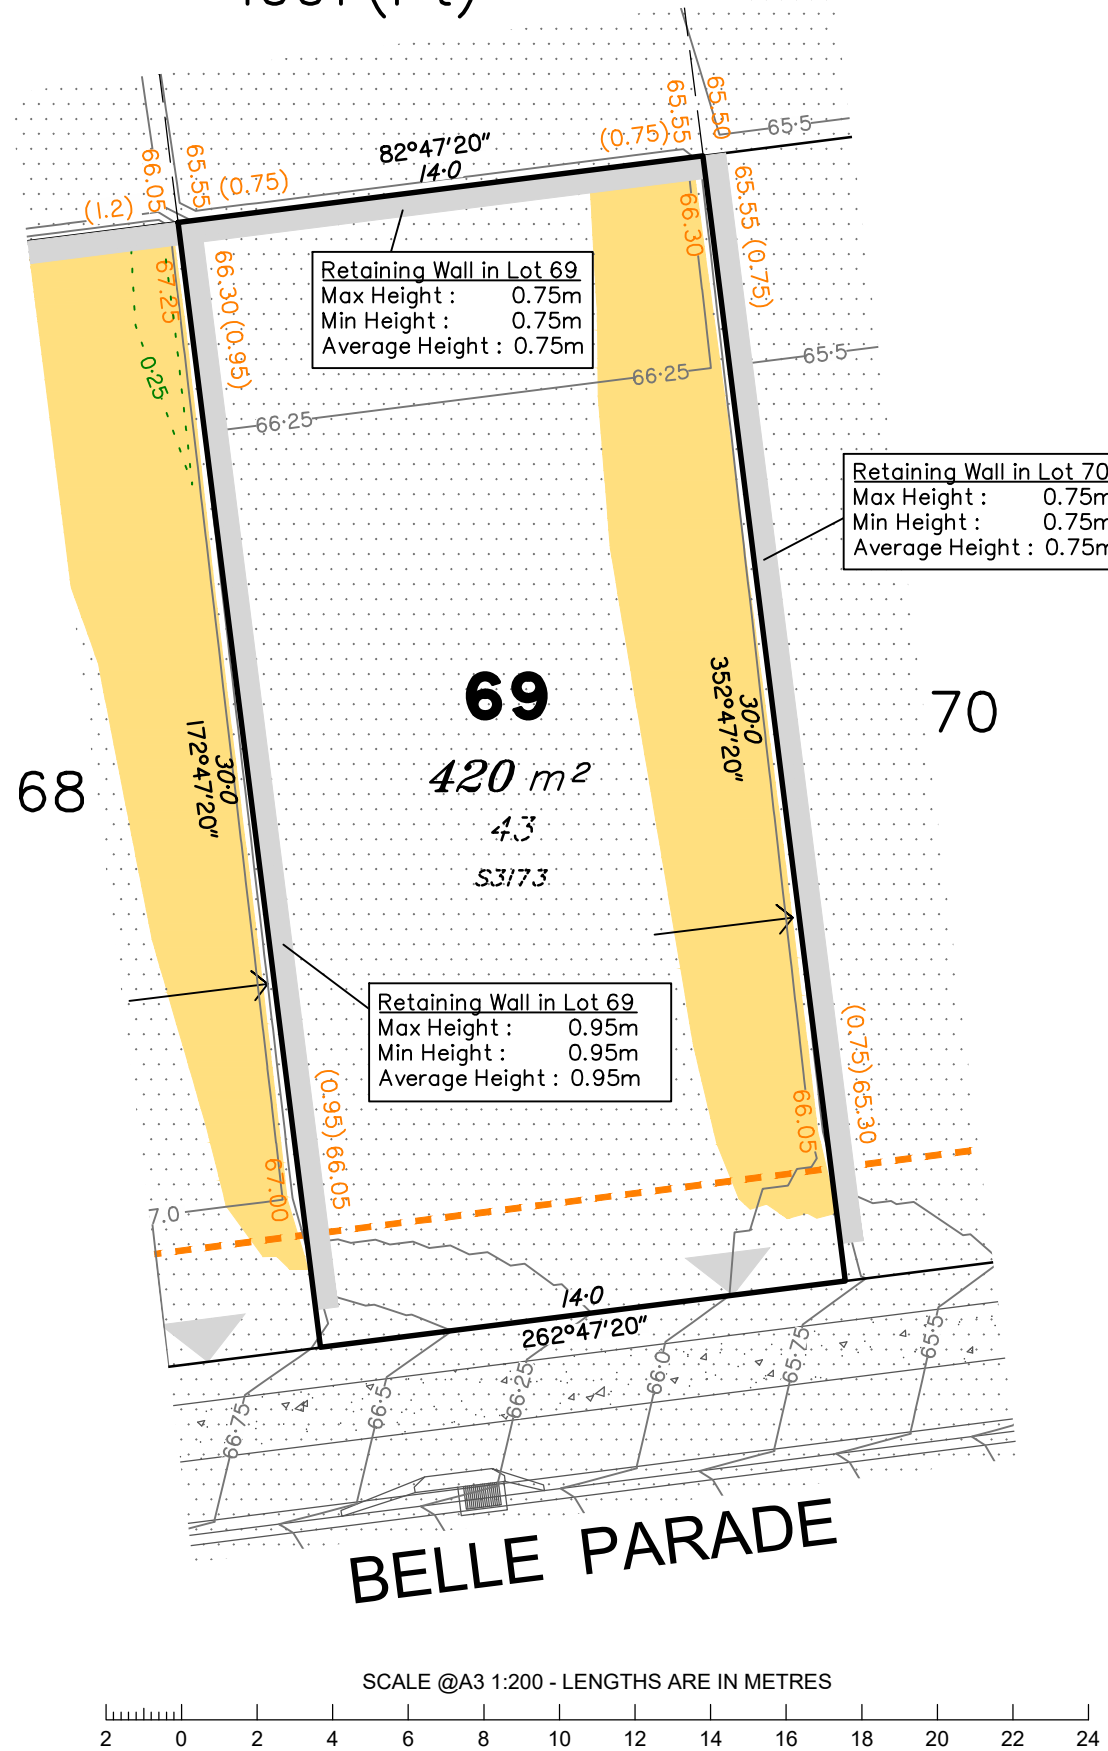 65.55
65.50
65.5
82°47'20"
14·0
(0.75)
66.05
65.55
(0.75)
(1.2)
67.25
66.30 (0.95)
66.30
65.55 (0.75)
Retaining Wall in Lot 69
Max Height : 0.75m
Min Height : 0.75m
Average Height : 0.75m
65.5
0·25
66·25
66·25
Retaining Wall in Lot 70
Max Height : 0.75m
Min Height : 0.75m
Average Height : 0.75m
69
420 m²
43
S3173
68
70
30·0
172°47'20"
30·0
352°47'20"
Retaining Wall in Lot 69
Max Height : 0.95m
Min Height : 0.95m
Average Height : 0.95m
(0.95) 66.05
67.00
66.05
(0.75) 65.30
7.0
14·0
262°47'20"
66·75
66·5
66·25
66·0
65·75
65·5
BELLE PARADE
SCALE @A3 1:200 - LENGTHS ARE IN METRES
2 0 2 4 6 8 10 12 14 16 18 20 22 24